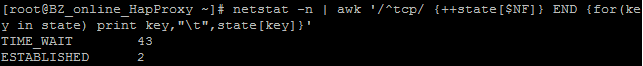 [root@BZ_online_HapProxy ~]# netstat -n | awk '/^tcp/ {++state[$NF]} END {for(ke
y in state) print key,"\t",state[key]}'
TIME_WAIT        43
ESTABLISHED      2